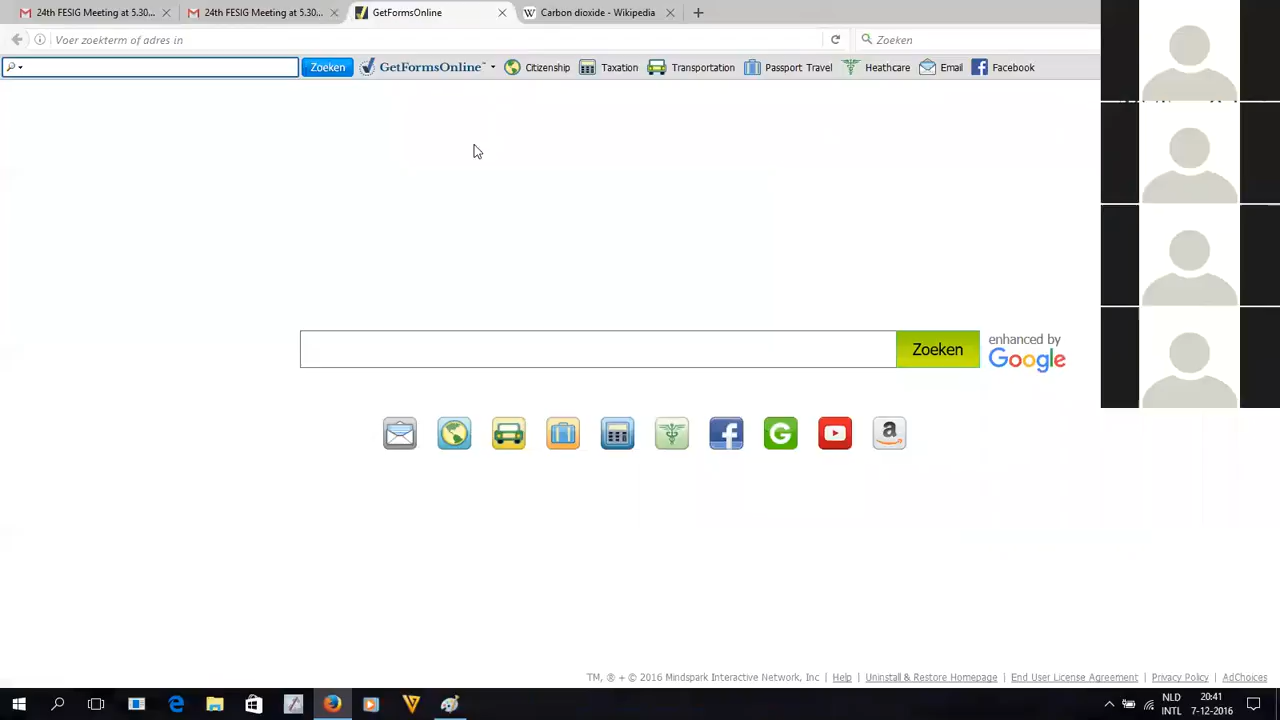 24th FESIG Meeting at 5.30...
24th FESIG Meeting at 5.30...
GetFormsOnline
W Carbon dioxide - Wikipedia
Voer zoekterm of adres in
Zoeken
Zoeken
GetFormsOnline
Citizenship
Taxation
Transportation
Passport Travel
Heathcare
Email
Facebook
Zoeken
enhanced by
Google
TM, ® + © 2016 Mindspark Interactive Network, Inc
Help
Uninstall & Restore Homepage
End User License Agreement
Privacy Policy
AdChoices
NLD
INTL
20:41
7-12-2016